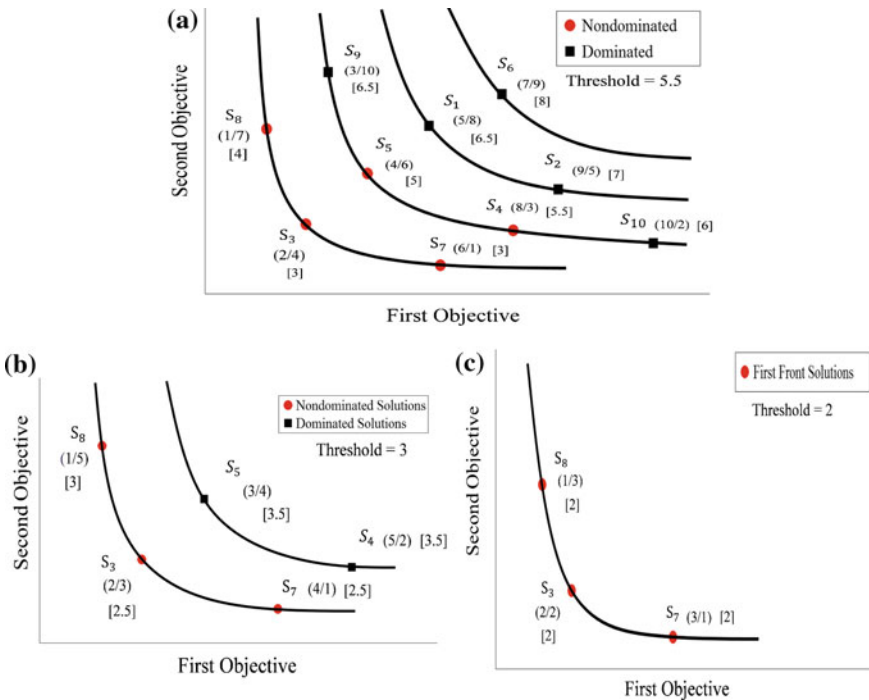 (a)
Nondominated
Dominated
Threshold = 5.5
S9
(3/10)
[6.5]
S6
(7/9)
[8]
S8
(1/7)
[4]
S1
(5/8)
[6.5]
S5
(4/6)
[5]
S2
(9/5) [7]
S4 (8/3) [5.5]
S10 (10/2) [6]
S3
(2/4)
[3]
S7 (6/1) [3]
Second Objective
First Objective
(b)
Nondominated Solutions
Dominated Solutions
Threshold = 3
S8
(1/5)
[3]
S5
(3/4)
[3.5]
S4 (5/2) [3.5]
S3
(2/3)
[2.5]
S7 (4/1) [2.5]
Second Objective
First Objective
(c)
First Front Solutions
Threshold = 2
S8
(1/3)
[2]
S3
(2/2)
[2]
S7 (3/1) [2]
Second Objective
First Objective